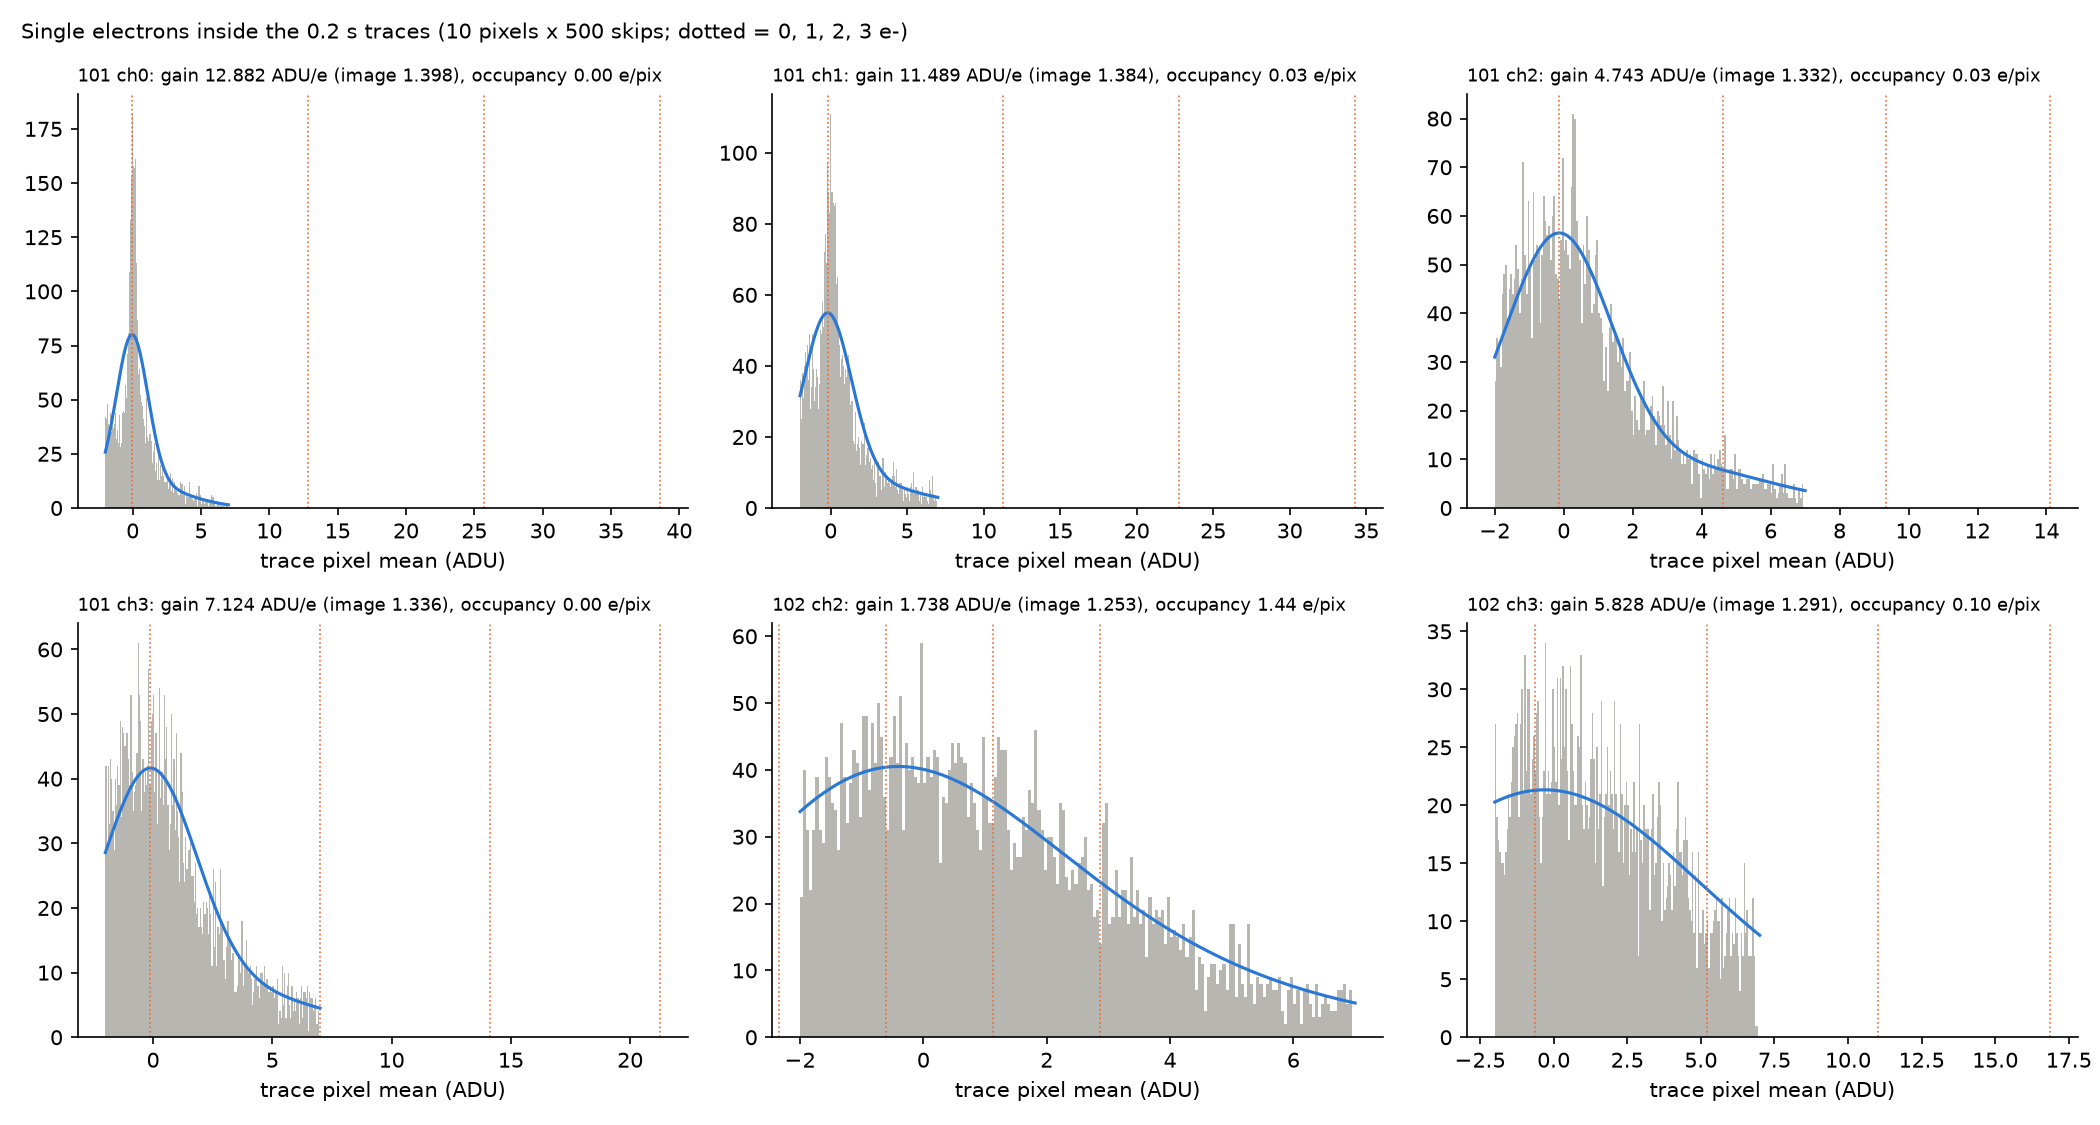 Single electrons inside the 0.2 s traces (10 pixels x 500 skips; dotted = 0, 1, 2, 3 e-)
101 ch0: gain 12.882 ADU/e (image 1.398), occupancy 0.00 e/pix
175
150
125
100
75
50
25
0
0 5 10 15 20 25 30 35 40
trace pixel mean (ADU)
101 ch1: gain 11.489 ADU/e (image 1.384), occupancy 0.03 e/pix
100
80
60
40
20
0
0 5 10 15 20 25 30 35
trace pixel mean (ADU)
101 ch2: gain 4.743 ADU/e (image 1.332), occupancy 0.03 e/pix
80
70
60
50
40
30
20
10
0
−2 0 2 4 6 8 10 12 14
trace pixel mean (ADU)
101 ch3: gain 7.124 ADU/e (image 1.336), occupancy 0.00 e/pix
60
50
40
30
20
10
0
0 5 10 15 20
trace pixel mean (ADU)
102 ch2: gain 1.738 ADU/e (image 1.253), occupancy 1.44 e/pix
60
50
40
30
20
10
0
−2 0 2 4 6
trace pixel mean (ADU)
102 ch3: gain 5.828 ADU/e (image 1.291), occupancy 0.10 e/pix
35
30
25
20
15
10
5
0
−2.5 0.0 2.5 5.0 7.5 10.0 12.5 15.0 17.5
trace pixel mean (ADU)